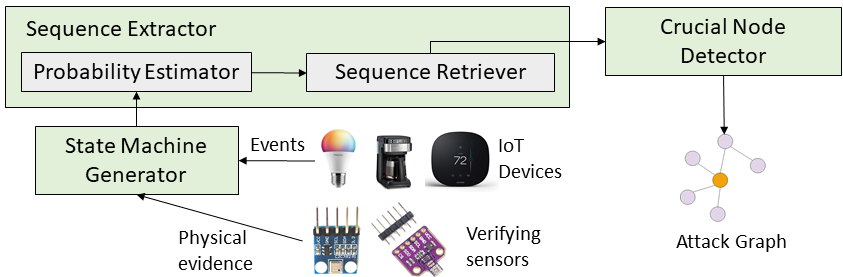 Sequence Extractor
Probability Estimator
Sequence Retriever
Crucial Node
Detector
State Machine
Generator
Events
72
IoT
Devices
Physical
evidence
Verifying
sensors
Attack Graph